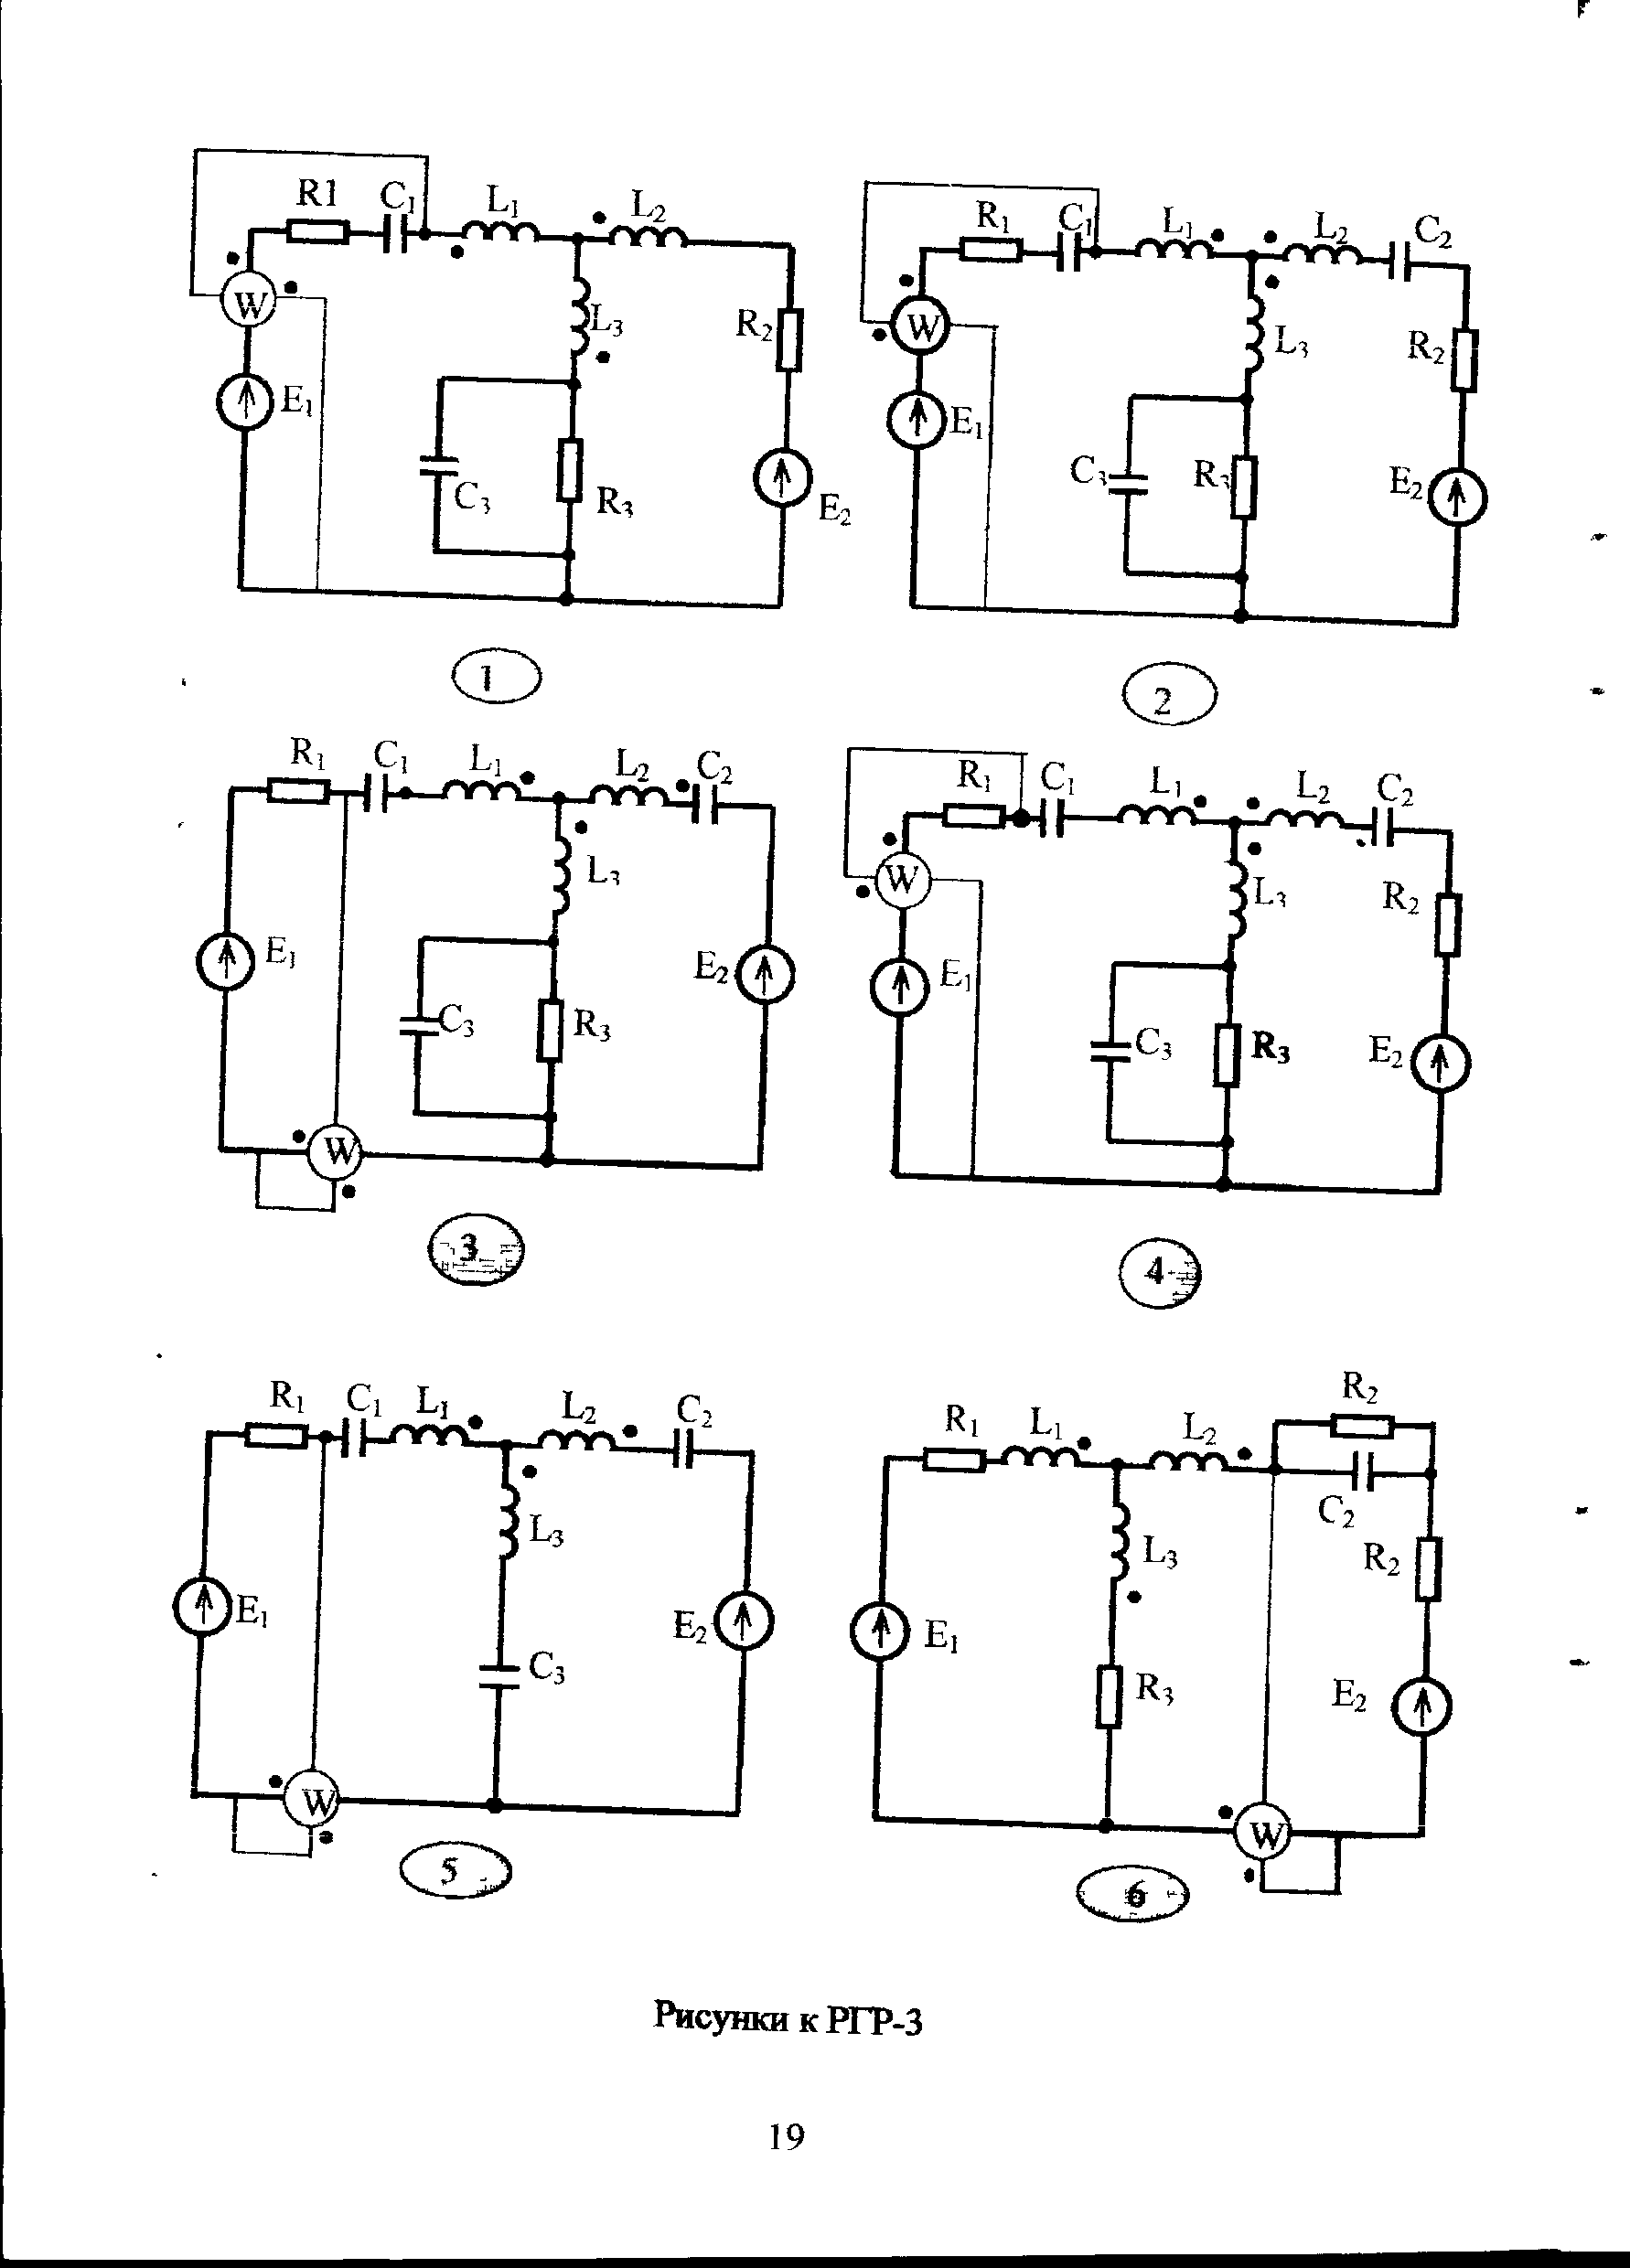 R1 C₁ L₁ L₂
W
L₃
R₂
E₁
C₃ R₃ E₂
1
R₁ C₁ L₁ L₂ C₂
W
L₃ R₂
E₁
C₃ R₃ E₂
2
R₁ C₁ L₁ L₂ C₂
L₃
E₁ E₂
C₃ R₃
W
3
R₁ C₁ L₁ L₂ C₂
W L₃ R₂
E₁
C₃ R₃ E₂
4
R₁ C₁ L₁ L₂ C₂
L₃
E₁ E₂
C₃
W
5
R₂
R₁ L₁ L₂
C₂
L₃ R₂
E₁
R₃ E₂
W
6
Рисунки к РГР-3
19